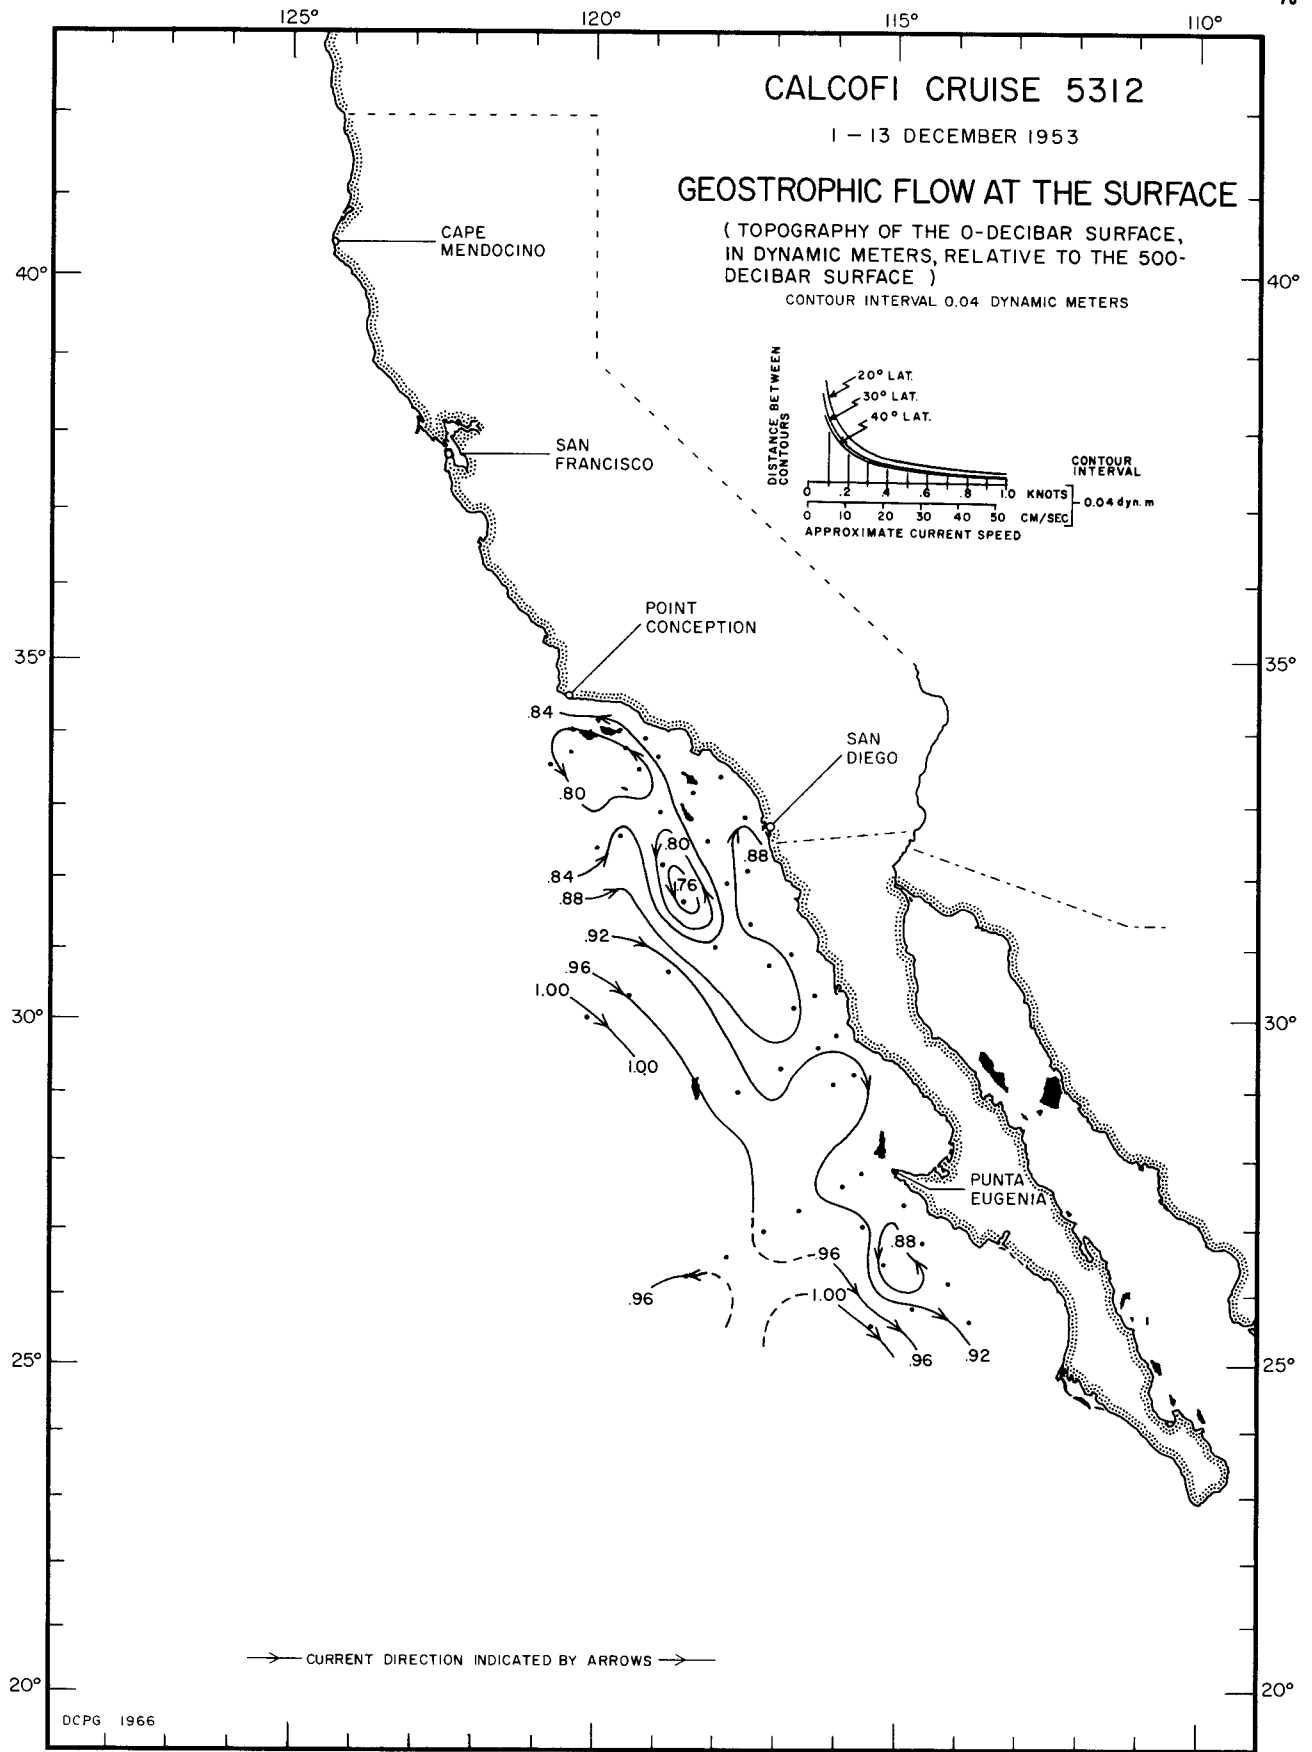 125° 120° 115° 110°
CALCOFI CRUISE 5312
1 – 13 DECEMBER 1953
GEOSTROPHIC FLOW AT THE SURFACE
( TOPOGRAPHY OF THE 0-DECIBAR SURFACE,
IN DYNAMIC METERS, RELATIVE TO THE 500-
DECIBAR SURFACE )
CONTOUR INTERVAL 0.04 DYNAMIC METERS
CAPE
MENDOCINO
40° 40°
DISTANCE BETWEEN
CONTOURS
20° LAT.
30° LAT.
40° LAT.
CONTOUR
INTERVAL
0 .2 .4 .6 .8 1.0 KNOTS
0.04 dyn. m
0 10 20 30 40 50 CM/SEC
APPROXIMATE CURRENT SPEED
SAN
FRANCISCO
POINT
CONCEPTION
35° 35°
.84
SAN
DIEGO
.80
.80
.88
.84
.76
.88
.92
.96
1.00
30° 30°
1.00
PUNTA
EUGENIA
.88
.96
.96
1.00
.96
.92
25° 25°
CURRENT DIRECTION INDICATED BY ARROWS
20° 20°
DCPG 1966